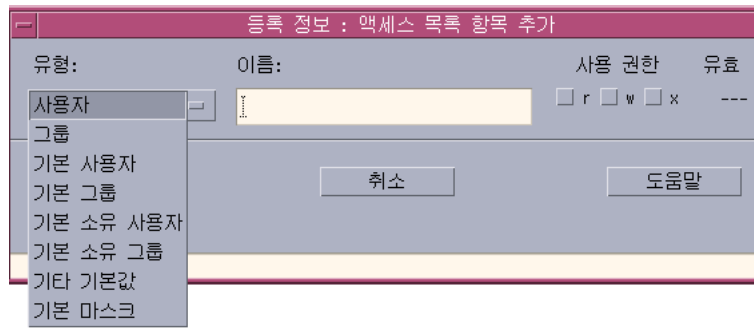 등록 정보 : 액세스 목록 항목 추가
유형: 이름: 사용 권한 유효
사용자 r w x ---
그룹
기본 사용자
기본 그룹 취소 도움말
기본 소유 사용자
기본 소유 그룹
기타 기본값
기본 마스크